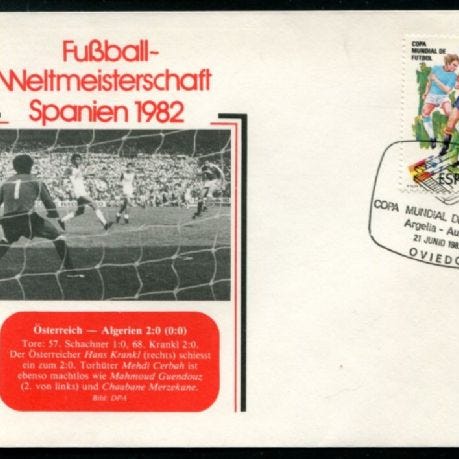 Fußball-
Weltmeisterschaft
Spanien 1982
COPA
MUNDIAL DE
FUTBOL
1
ESP
COPA MUNDIAL D
Argelia - Au
21 JUNIO 198
OVIEDO
Österreich — Algerien 2:0 (0:0)
Tore: 57. Schachner 1:0, 68. Krankl 2:0.
Der Österreicher Hans Krankl (rechts) schiesst
ein zum 2:0. Torhüter Mehdi Cerbah ist
ebenso machtlos wie Mahmoud Guendouz
(2. von links) und Chaabane Merzekane.
Bild: DPA